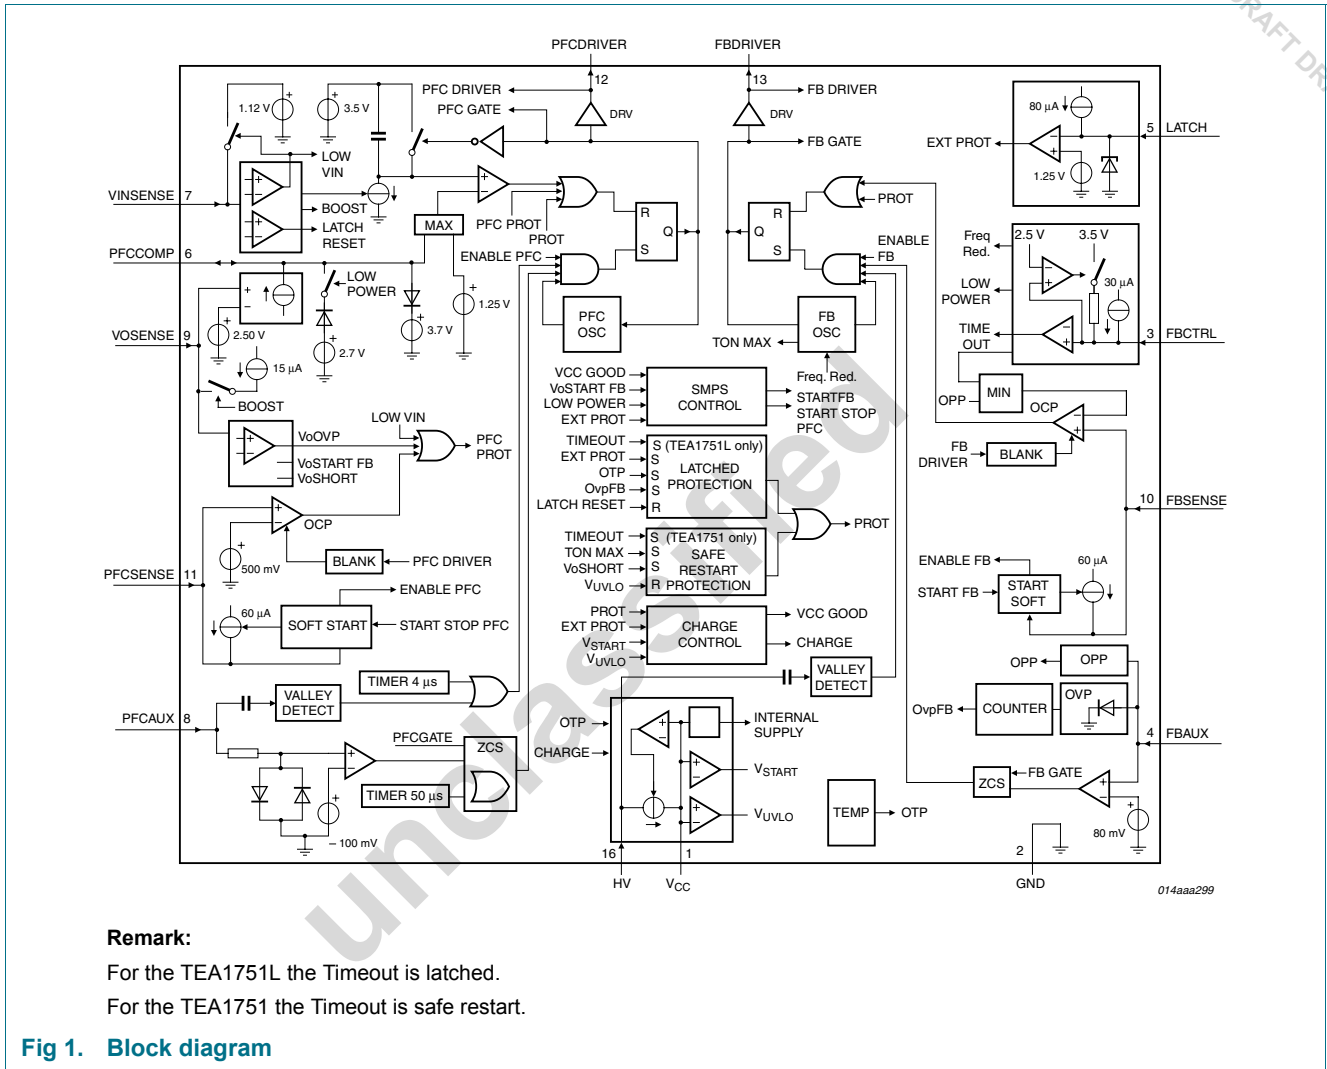 DRAFT DR
PFCDRIVER
FBDRIVER
12
13
PFC DRIVER
FB DRIVER
PFC GATE
DRV
DRV
FB GATE
1.12 V
3.5 V
LOW
VIN
80 µA
5 LATCH
EXT PROT
1.25 V
VINSENSE 7
BOOST
LATCH
RESET
MAX
PFC PROT
PROT
R
S
Q
R
S
Q
PROT
ENABLE
FB
ENABLE PFC
PFCCOMP 6
LOW
POWER
1.25 V
3.7 V
2.50 V
2.7 V
PFC
OSC
FB
OSC
TON MAX
Freq. Red.
Freq
Red.
2.5 V
3.5 V
LOW
POWER
30 µA
TIME
OUT
3 FBCTRL
VOSENSE 9
15 µA
BOOST
VCC GOOD
VoSTART FB
LOW POWER
EXT PROT
SMPS
CONTROL
STARTFB
START STOP
PFC
OPP
MIN
OCP
FB
DRIVER
BLANK
LOW VIN
VoOVP
VoSTART FB
VoSHORT
PFC
PROT
TIMEOUT
EXT PROT
OTP
OvpFB
LATCH RESET
S (TEA1751L only)
S
S
S
R
LATCHED
PROTECTION
PROT
10 FBSENSE
OCP
500 mV
BLANK
PFC DRIVER
TIMEOUT
TON MAX
VoSHORT
VUVLO
S (TEA1751 only)
S
S
R
SAFE
RESTART
PROTECTION
PFCSENSE 11
ENABLE PFC
60 µA
SOFT START
START STOP PFC
ENABLE FB
START FB
START
SOFT
60 µA
PROT
EXT PROT
VSTART
VUVLO
CHARGE
CONTROL
VCC GOOD
CHARGE
TIMER 4 µs
VALLEY
DETECT
VALLEY
DETECT
OPP
OPP
OvpFB
COUNTER
OVP
PFCAUX 8
PFCGATE
ZCS
TIMER 50 µs
– 100 mV
OTP
CHARGE
INTERNAL
SUPPLY
VSTART
VUVLO
TEMP
OTP
4 FBAUX
ZCS
FB GATE
80 mV
16
1
2
HV
VCC
GND
014aaa299
unclassified
Remark:
For the TEA1751L the Timeout is latched.
For the TEA1751 the Timeout is safe restart.
Fig 1. Block diagram